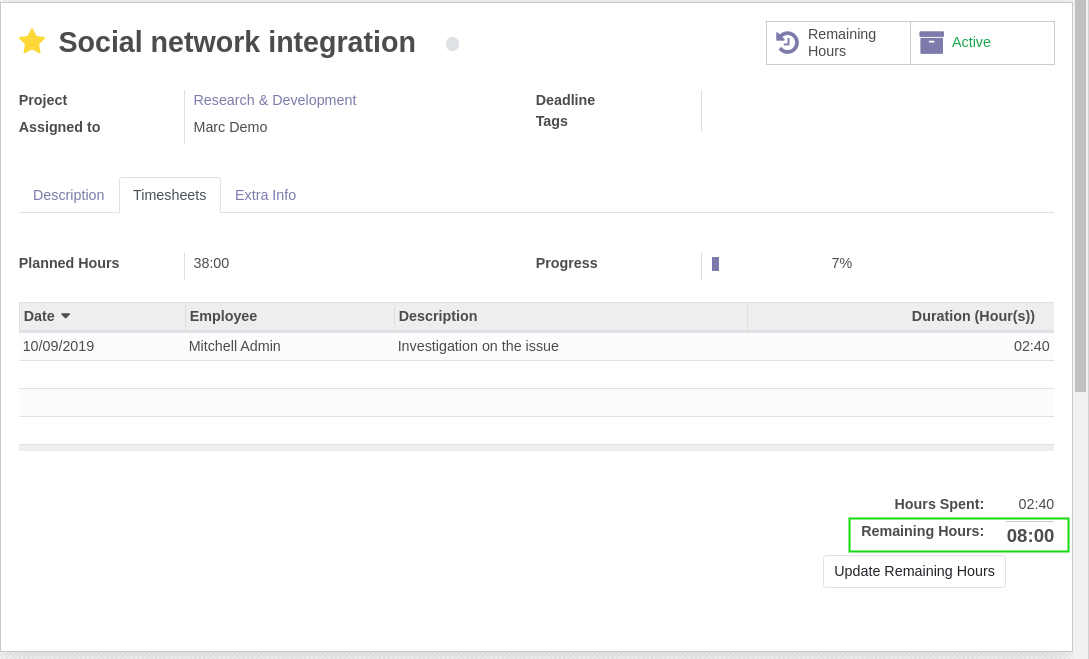 Social network integration
Remaining
Hours
Active
Project
Research & Development
Deadline
Assigned to
Marc Demo
Tags
Description
Timesheets
Extra Info
Planned Hours
38:00
Progress
7%
Date
Employee
Description
Duration (Hour(s))
10/09/2019
Mitchell Admin
Investigation on the issue
02:40
Hours Spent:
02:40
Remaining Hours:
08:00
Update Remaining Hours